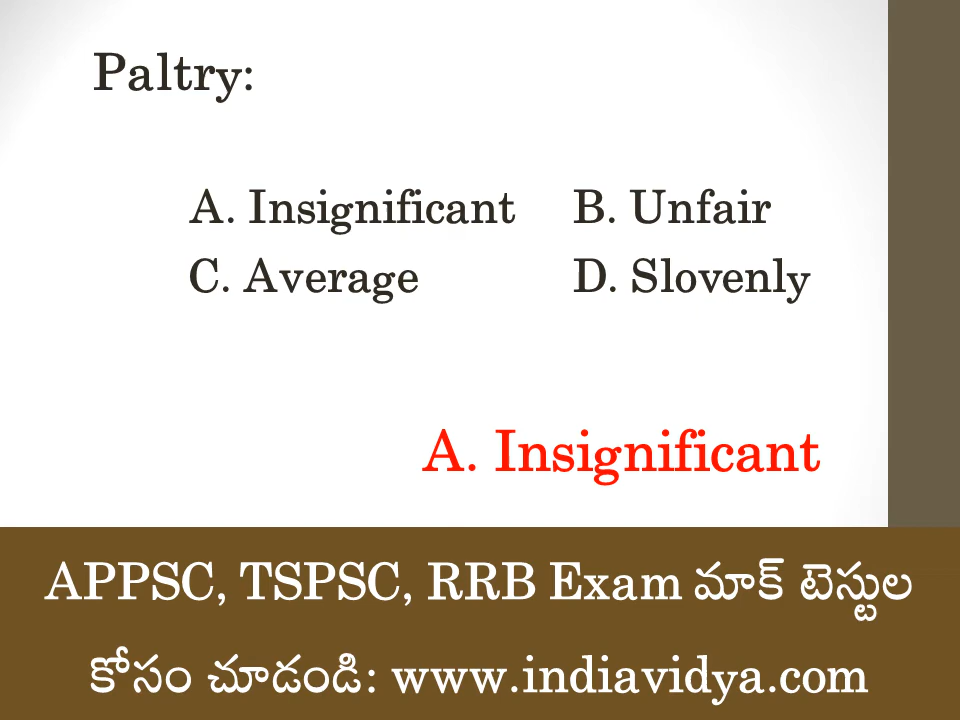 Paltry:
A. Insignificant B. Unfair
C. Average D. Slovenly
A. Insignificant
APPSC, TSPSC, RRB Exam మాక్ టెస్టుల
కోసం చూడండి: www.indiavidya.com